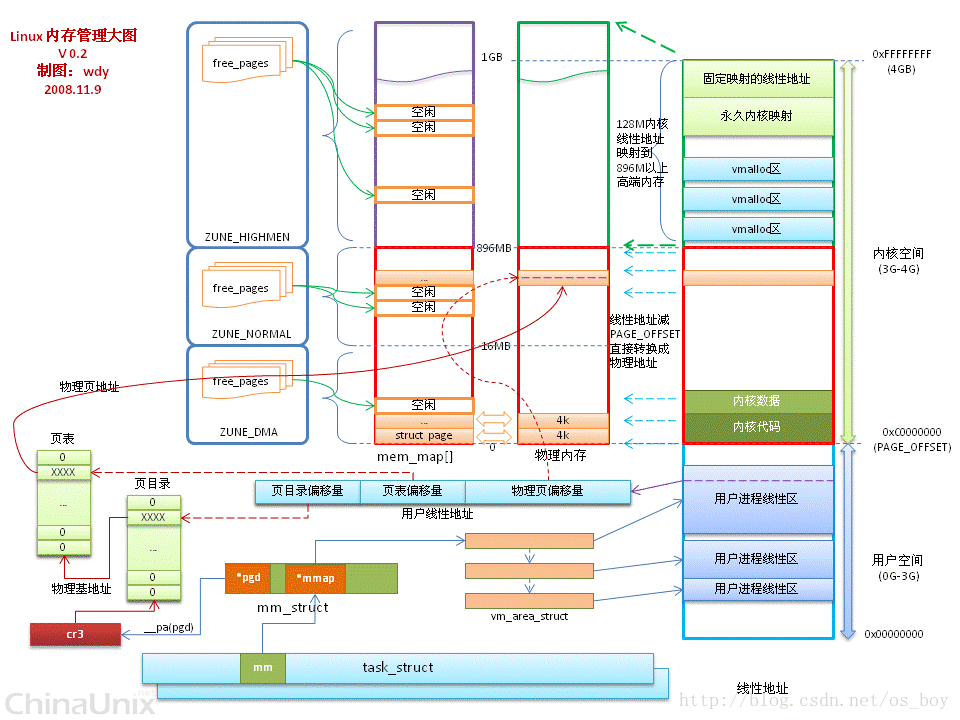 Linux 内存管理大图
V 0.2
制图：wdy
2008.11.9
free_pages
ZUNE_HIGHMEN
free_pages
ZUNE_NORMAL
free_pages
ZUNE_DMA
1GB
空闲
空闲
空闲
896MB
...
空闲
空闲
16MB
空闲
...
struct page
0
mem_map[]
4k
4k
物理内存
128M内核
线性地址
映射到
896M以上
高端内存
线性地址减
PAGE_OFFSET
直接转换成
物理地址
固定映射的线性地址
永久内核映射
vmalloc区
vmalloc区
vmalloc区
内核数据
内核代码
用户进程线性区
用户进程线性区
用户进程线性区
0xFFFFFFFF
(4GB)
内核空间
(3G-4G)
0xC0000000
(PAGE_OFFSET)
用户空间
(0G-3G)
0x00000000
线性地址
物理页地址
页表
0
XXXX
...
0
0
页目录
0
XXXX
...
0
0
物理基地址
cr3
__pa(pgd)
页目录偏移量
页表偏移量
物理页偏移量
用户线性地址
*pgd
*mmap
mm_struct
vm_area_struct
mm
task_struct
ChinaUnix
.net
http://blog.csdn.net/os_boy